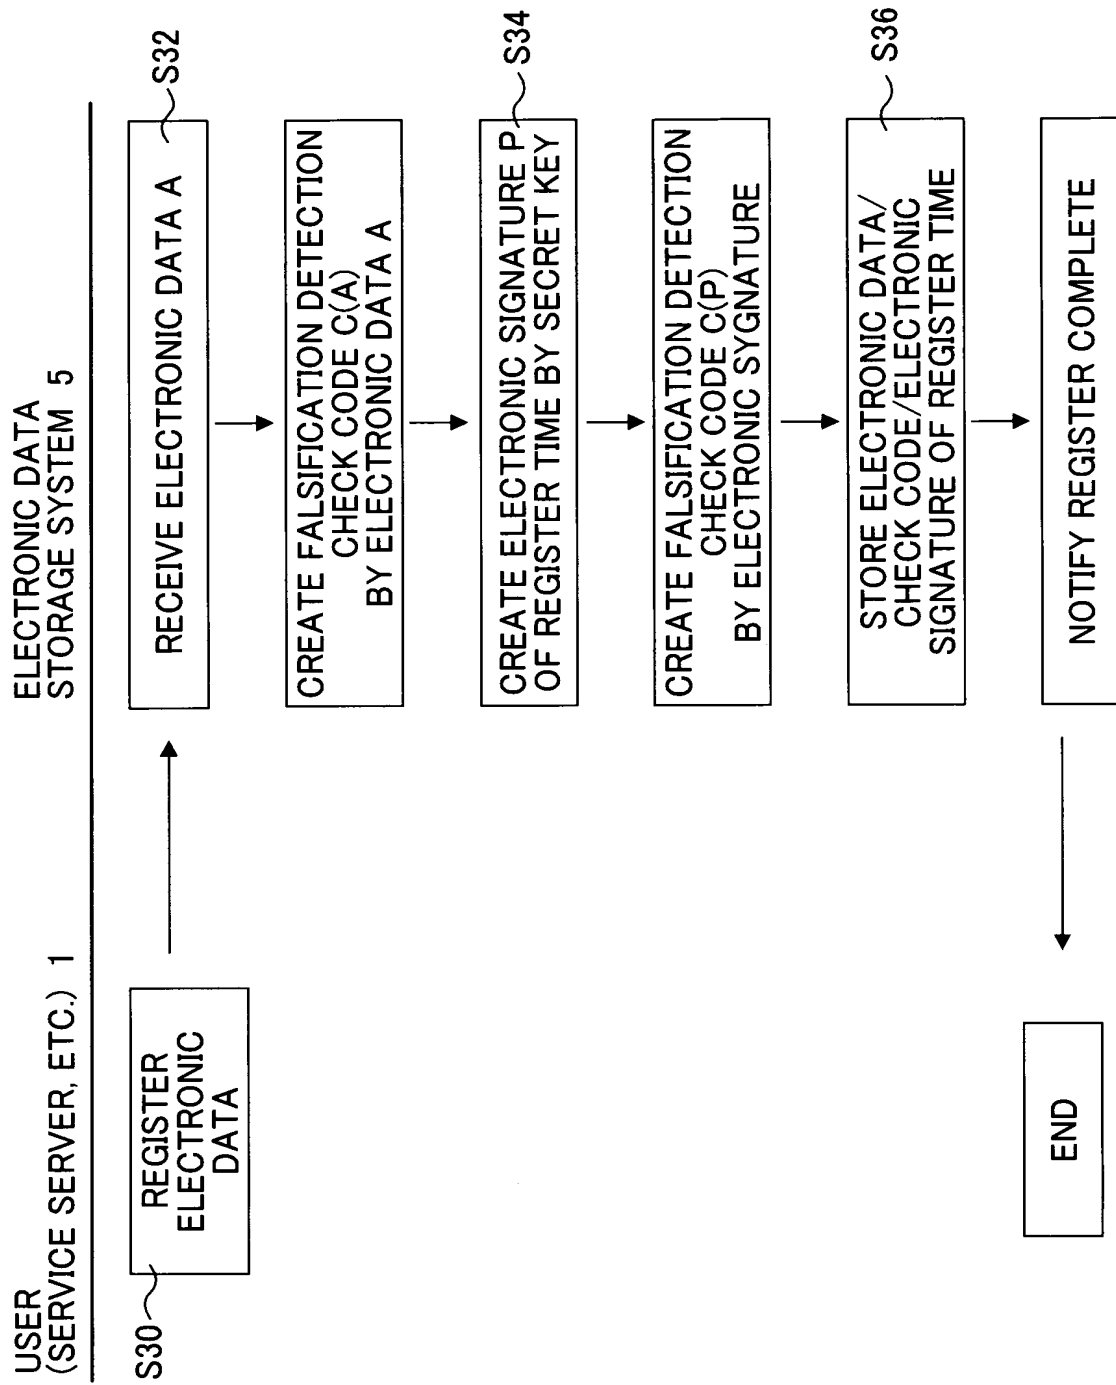 USER
(SERVICE SERVER, ETC.) 1
ELECTRONIC DATA
STORAGE SYSTEM 5
S30
REGISTER
ELECTRONIC
DATA
RECEIVE ELECTRONIC DATA A
S32
CREATE FALSIFICATION DETECTION
CHECK CODE C(A)
BY ELECTRONIC DATA A
CREATE ELECTRONIC SIGNATURE P
OF REGISTER TIME BY SECRET KEY
S34
CREATE FALSIFICATION DETECTION
CHECK CODE C(P)
BY ELECTRONIC SYGNATURE
STORE ELECTRONIC DATA/
CHECK CODE/ELECTRONIC
SIGNATURE OF REGISTER TIME
S36
NOTIFY REGISTER COMPLETE
END